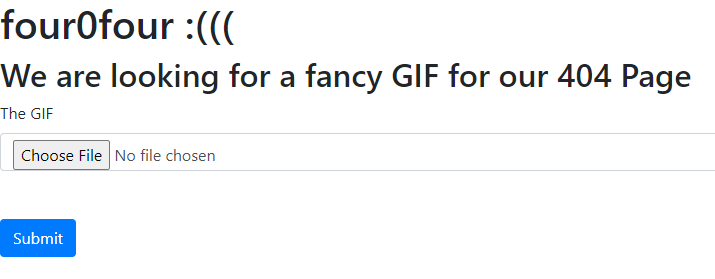 four0four :(((
We are looking for a fancy GIF for our 404 Page
The GIF
Choose File No file chosen
Submit